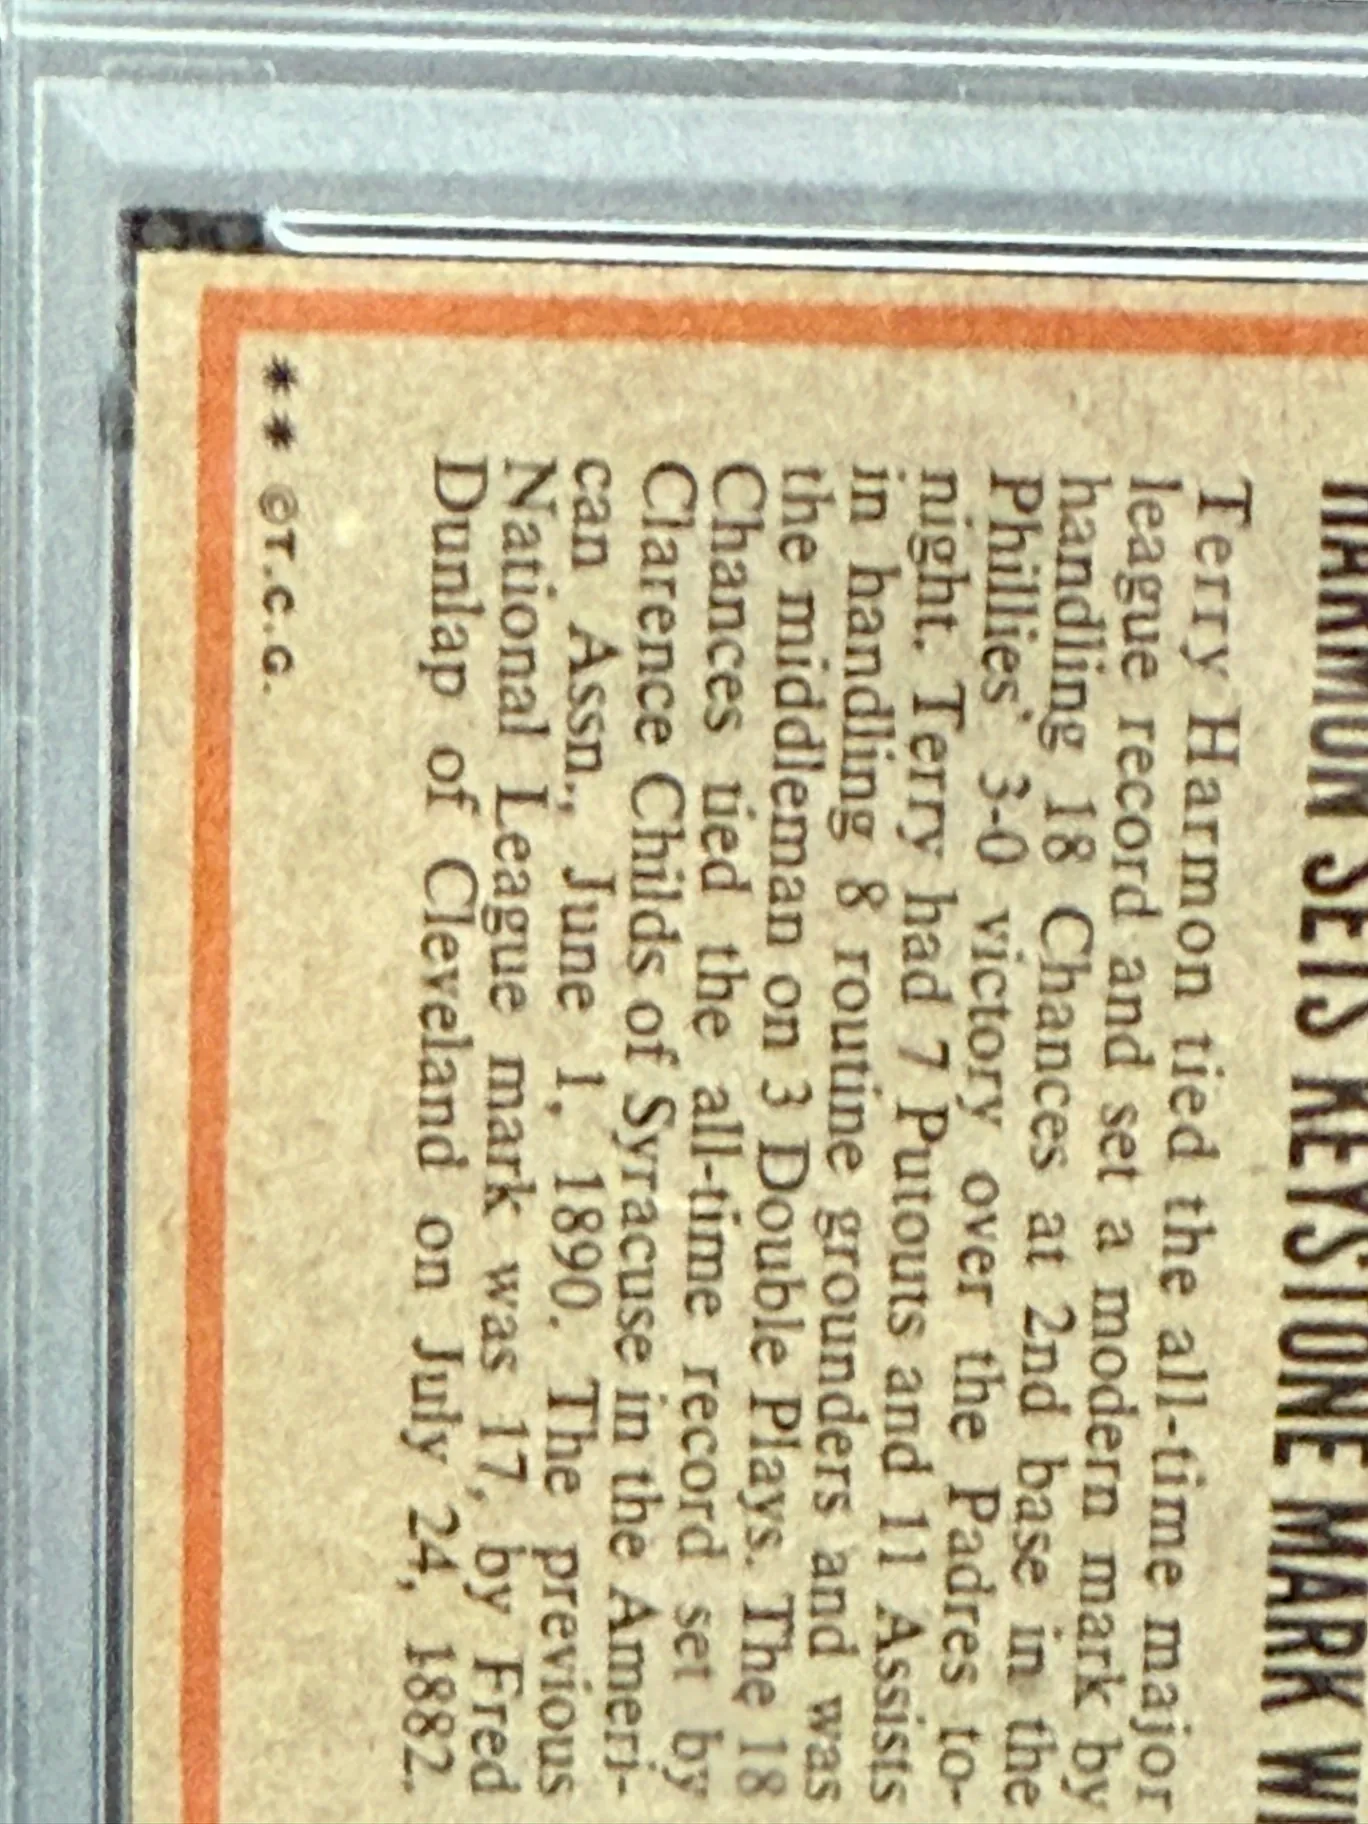 HARMON SETS KEYSTONE MARK
Terry Harmon tied the all-time major
league record and set a modern mark by
handling 18 Chances at 2nd base in the
Phillies' 3-0 victory over the Padres to-
night. Terry had 7 Putouts and 11 Assists
in handling 8 routine grounders and was
the middleman on 3 Double Plays. The 18
Chances tied the all-time record set by
Clarence Childs of Syracuse in the Ameri-
can Assn., June 1, 1890. The previous
National League mark was 17, by Fred
Dunlap of Cleveland on July 24, 1882.
** ©T.C.G.